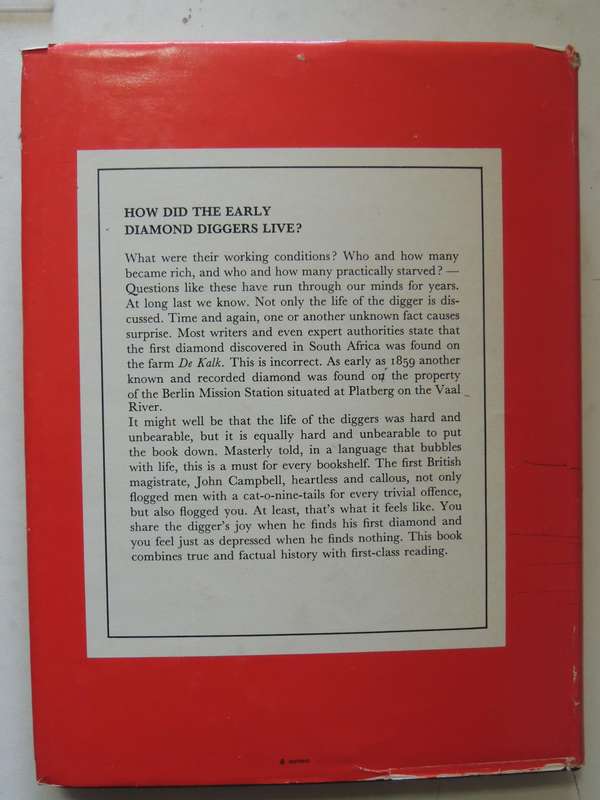 HOW DID THE EARLY
DIAMOND DIGGERS LIVE?
What were their working conditions? Who and how many
became rich, and who and how many practically starved? —
Questions like these have run through our minds for years.
At long last we know. Not only the life of the digger is dis-
cussed. Time and again, one or another unknown fact causes
surprise. Most writers and even expert authorities state that
the first diamond discovered in South Africa was found on
the farm De Kalk. This is incorrect. As early as 1859 another
known and recorded diamond was found on the property
of the Berlin Mission Station situated at Platberg on the Vaal
River.
It might well be that the life of the diggers was hard and
unbearable, but it is equally hard and unbearable to put
the book down. Masterly told, in a language that bubbles
with life, this is a must for every bookshelf. The first British
magistrate, John Campbell, heartless and callous, not only
flogged men with a cat-o-nine-tails for every trivial offence,
but also flogged you. At least, that's what it feels like. You
share the digger's joy when he finds his first diamond and
you feel just as depressed when he finds nothing. This book
combines true and factual history with first-class reading.